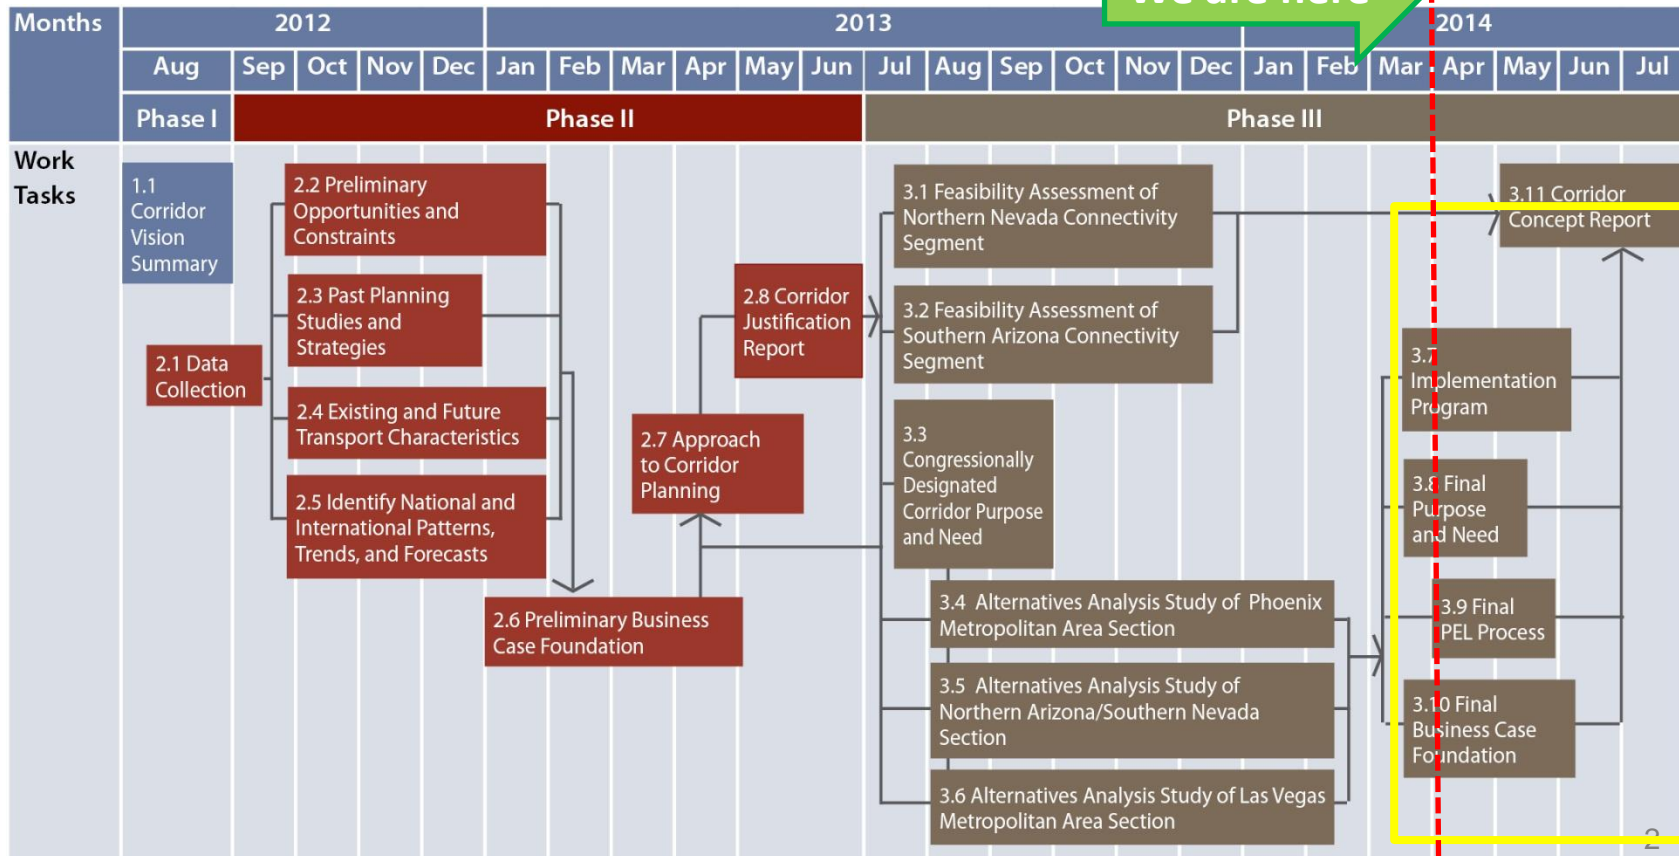 We are here
Months 2012 2013 2014
Aug Sep Oct Nov Dec Jan Feb Mar Apr May Jun Jul Aug Sep Oct Nov Dec Jan Feb Mar Apr May Jun Jul
Phase I Phase II Phase III
Work
Tasks
1.1
Corridor
Vision
Summary
2.1 Data
Collection
2.2 Preliminary
Opportunities and
Constraints
2.3 Past Planning
Studies and
Strategies
2.4 Existing and Future
Transport Characteristics
2.5 Identify National and
International Patterns,
Trends, and Forecasts
2.6 Preliminary Business
Case Foundation
2.7 Approach
to Corridor
Planning
2.8 Corridor
Justification
Report
3.1 Feasibility Assessment of
Northern Nevada Connectivity
Segment
3.2 Feasibility Assessment of
Southern Arizona Connectivity
Segment
3.3
Congressionally
Designated
Corridor Purpose
and Need
3.4 Alternatives Analysis Study of Phoenix
Metropolitan Area Section
3.5 Alternatives Analysis Study of
Northern Arizona/Southern Nevada
Section
3.6 Alternatives Analysis Study of Las Vegas
Metropolitan Area Section
3.7
Implementation
Program
3.8 Final
Purpose
and Need
3.9 Final
PEL Process
3.10 Final
Business Case
Foundation
3.11 Corridor
Concept Report
2